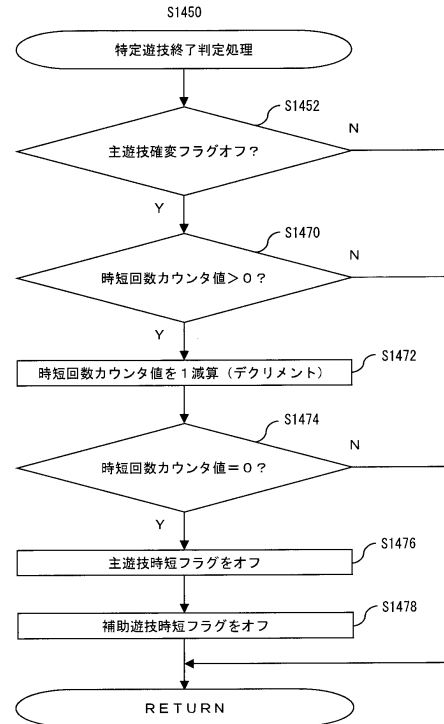 S1450
特定遊技終了判定処理
S1452
主遊技確変フラグオフ？
N
Y
S1470
時短回数カウンタ値＞０？
N
Y
S1472
時短回数カウンタ値を１減算（デクリメント）
S1474
時短回数カウンタ値＝０？
N
Y
S1476
主遊技時短フラグをオフ
S1478
補助遊技時短フラグをオフ
RETURN